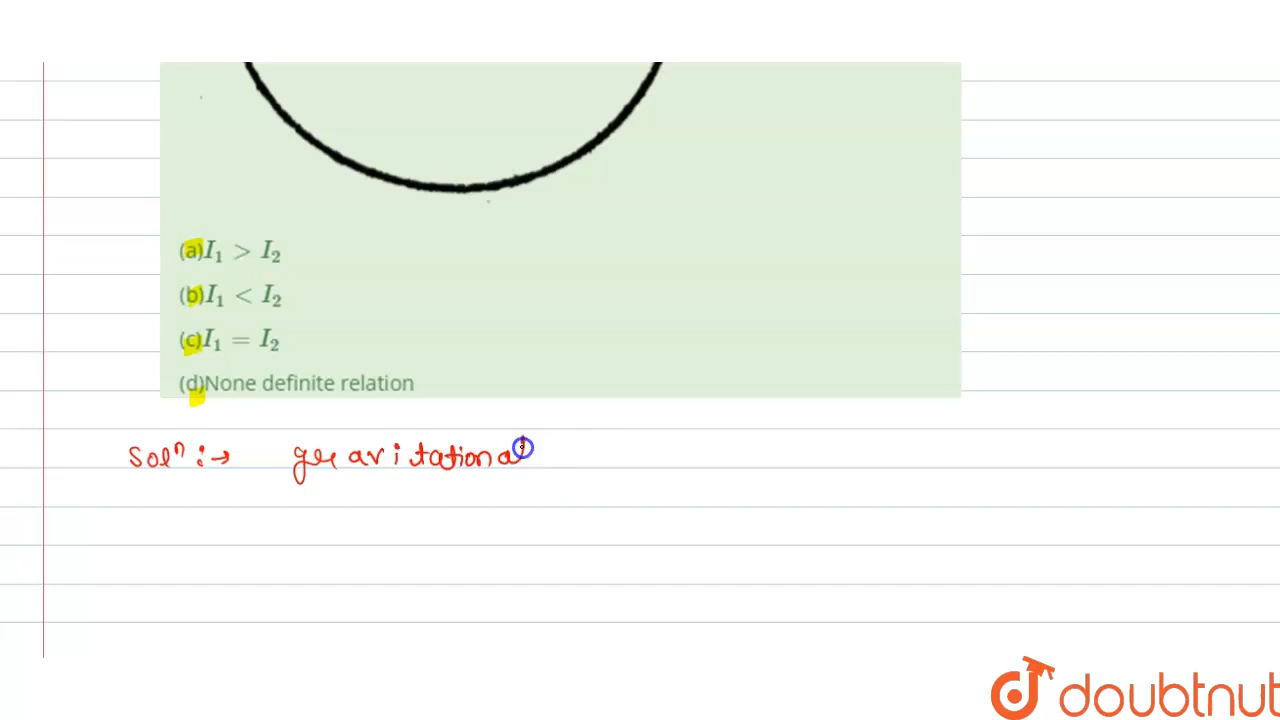 (a)I₁ > I₂
(b)I₁ < I₂
(c)I₁ = I₂
(d)None definite relation
Solⁿ :→ gravitational
doubtnut